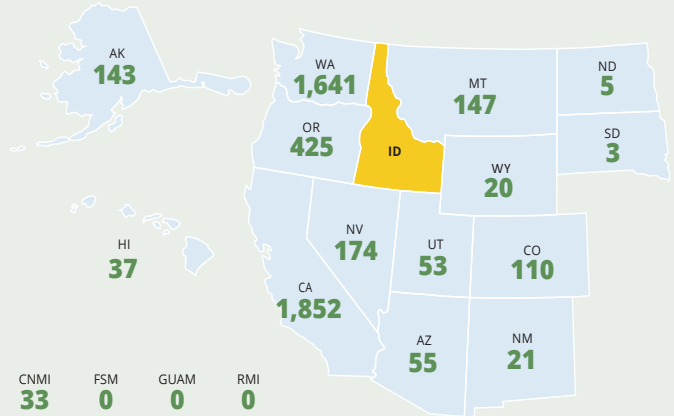 AK
143
WA
1,641
MT
147
ND
5
OR
425
ID
SD
3
WY
20
HI
37
NV
174
UT
53
CO
110
CA
1,852
AZ
55
NM
21
CNMI FSM GUAM RMI
33 0 0 0